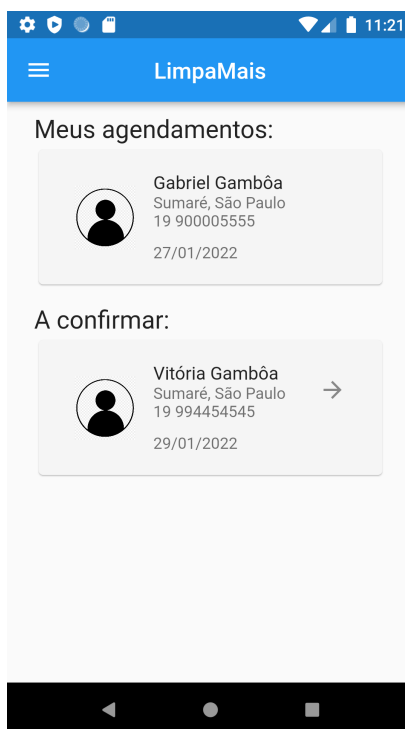 11:21
LimpaMais
Meus agendamentos:
Gabriel Gambôa
Sumaré, São Paulo
19 900005555
27/01/2022
A confirmar:
Vitória Gambôa
Sumaré, São Paulo
19 994454545
29/01/2022